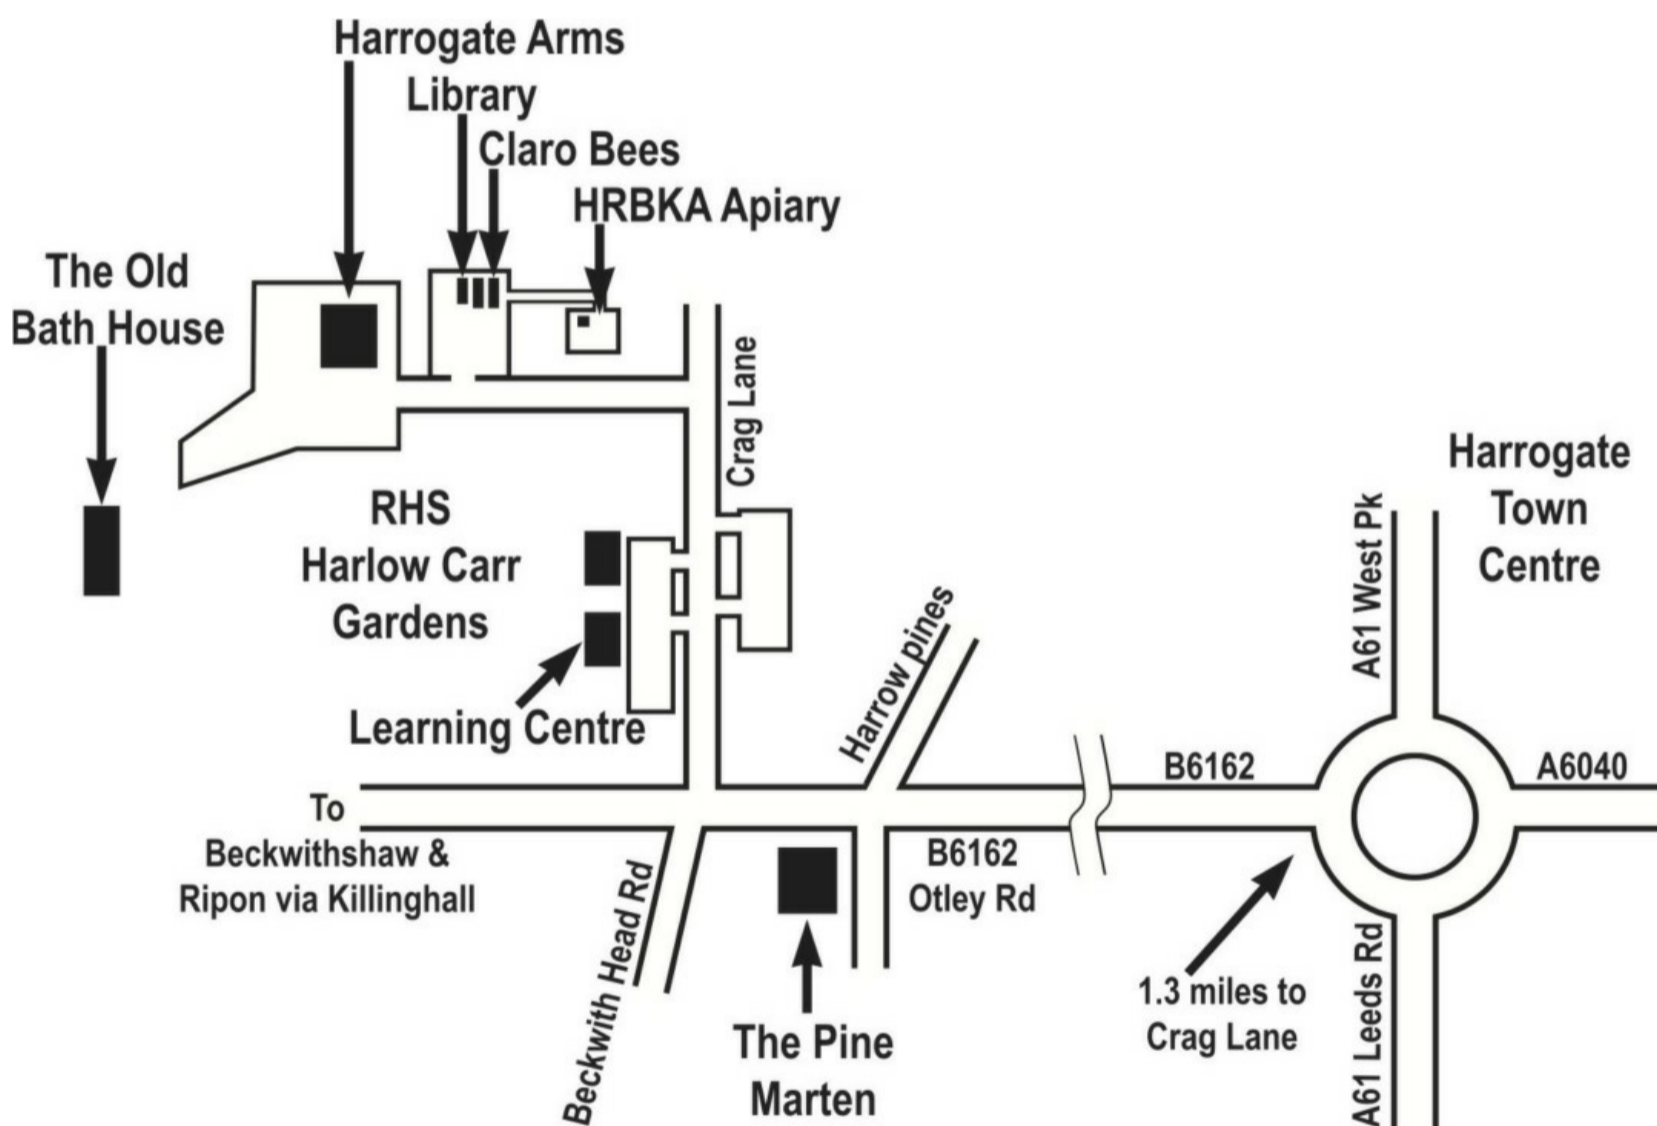 Harrogate Arms
Library
Claro Bees
HRBKA Apiary
The Old
Bath House
Crag Lane
RHS
Harlow Carr
Gardens
Learning Centre
Harrow pines
Harrogate
Town
Centre
A61 West Pk
B6162
A6040
To
Beckwithshaw &
Ripon via Killinghall
Beckwith Head Rd
B6162
Otley Rd
The Pine
Marten
1.3 miles to
Crag Lane
A61 Leeds Rd